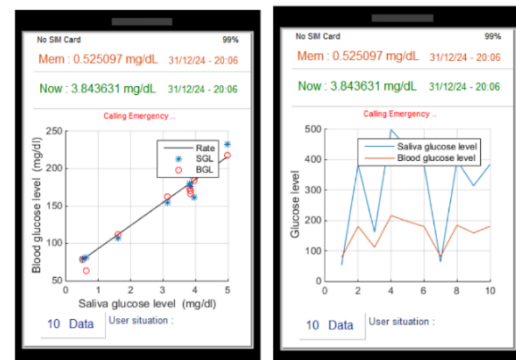 No SIM Card 99%
Mem : 0.525097 mg/dL 31/12/24 - 20:06
Now : 3.843631 mg/dL 31/12/24 - 20:06
Calling Emergency ..
250
200
150
100
50
Blood glucose level (mg/dl)
Rate
SGL
BGL
0 1 2 3 4 5
Saliva glucose level (mg/dl)
10 Data
User situation :
No SIM Card 99%
Mem : 0.525097 mg/dL 31/12/24 - 20:06
Now : 3.843631 mg/dL 31/12/24 - 20:06
Calling Emergency ..
500
400
300
200
100
0
Glucose level
Saliva glucose level
Blood glucose level
0 2 4 6 8 10
10 Data
User situation :